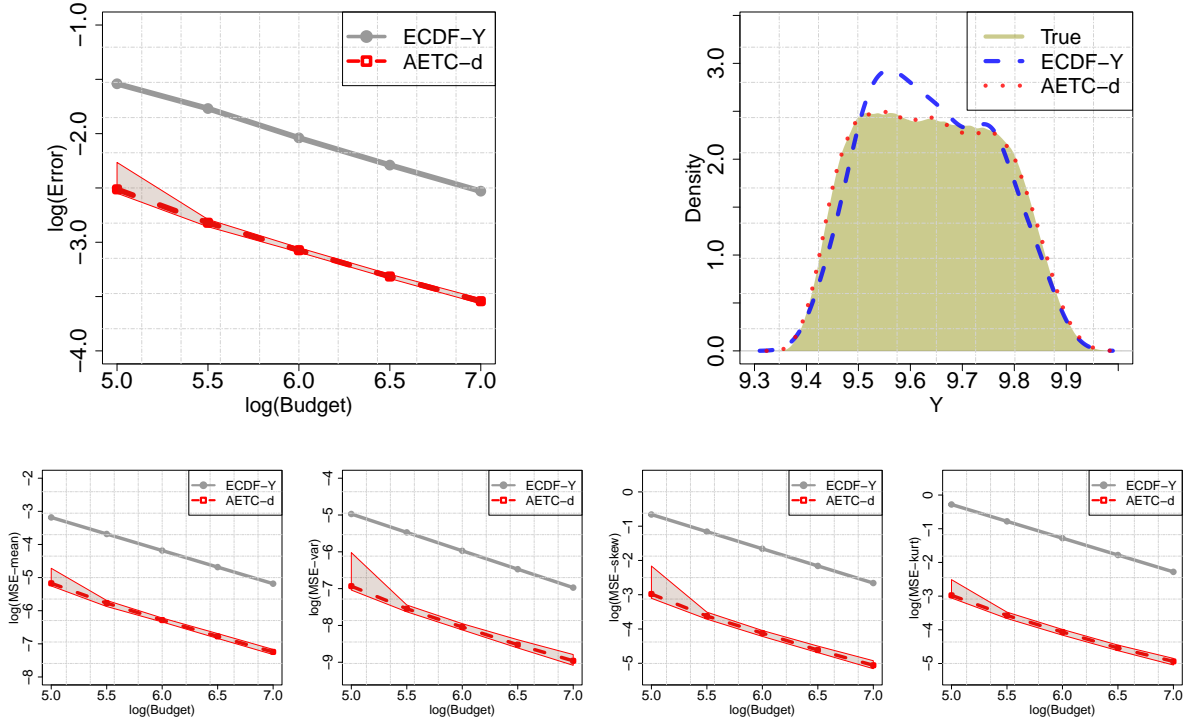 ECDF−Y
AETC−d
log(Error)
−1.0
−2.0
−3.0
−4.0
5.0 5.5 6.0 6.5 7.0
log(Budget)
True
ECDF−Y
AETC−d
Density
3.0
2.0
1.0
0.0
9.3 9.4 9.5 9.6 9.7 9.8 9.9
Y
ECDF−Y
AETC−d
log(MSE−mean)
−2
−3
−4
−5
−6
−7
−8
5.0 5.5 6.0 6.5 7.0
log(Budget)
ECDF−Y
AETC−d
log(MSE−var)
−4
−5
−6
−7
−8
−9
5.0 5.5 6.0 6.5 7.0
log(Budget)
ECDF−Y
AETC−d
log(MSE−skew)
0
−1
−2
−3
−4
−5
5.0 5.5 6.0 6.5 7.0
log(Budget)
ECDF−Y
AETC−d
log(MSE−kurt)
0
−1
−2
−3
−4
−5
5.0 5.5 6.0 6.5 7.0
log(Budget)